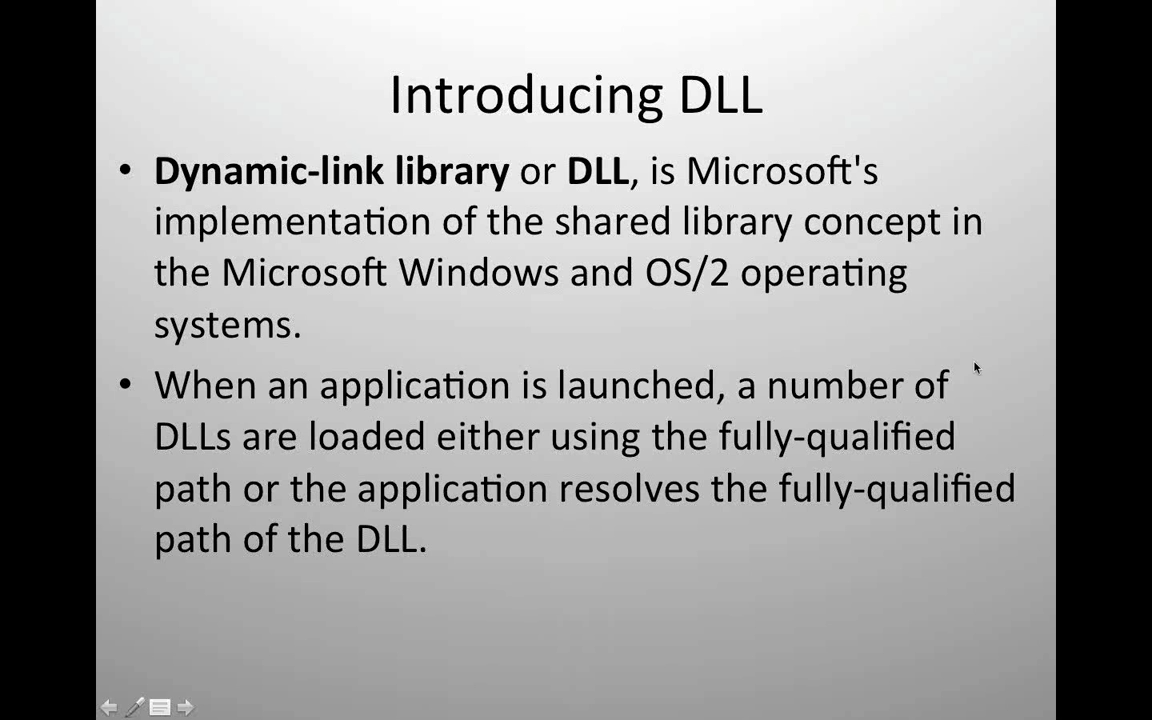 Introducing DLL
• Dynamic-link library or DLL, is Microsoft's
implementation of the shared library concept in
the Microsoft Windows and OS/2 operating
systems.
• When an application is launched, a number of
DLLs are loaded either using the fully-qualified
path or the application resolves the fully-qualified
path of the DLL.